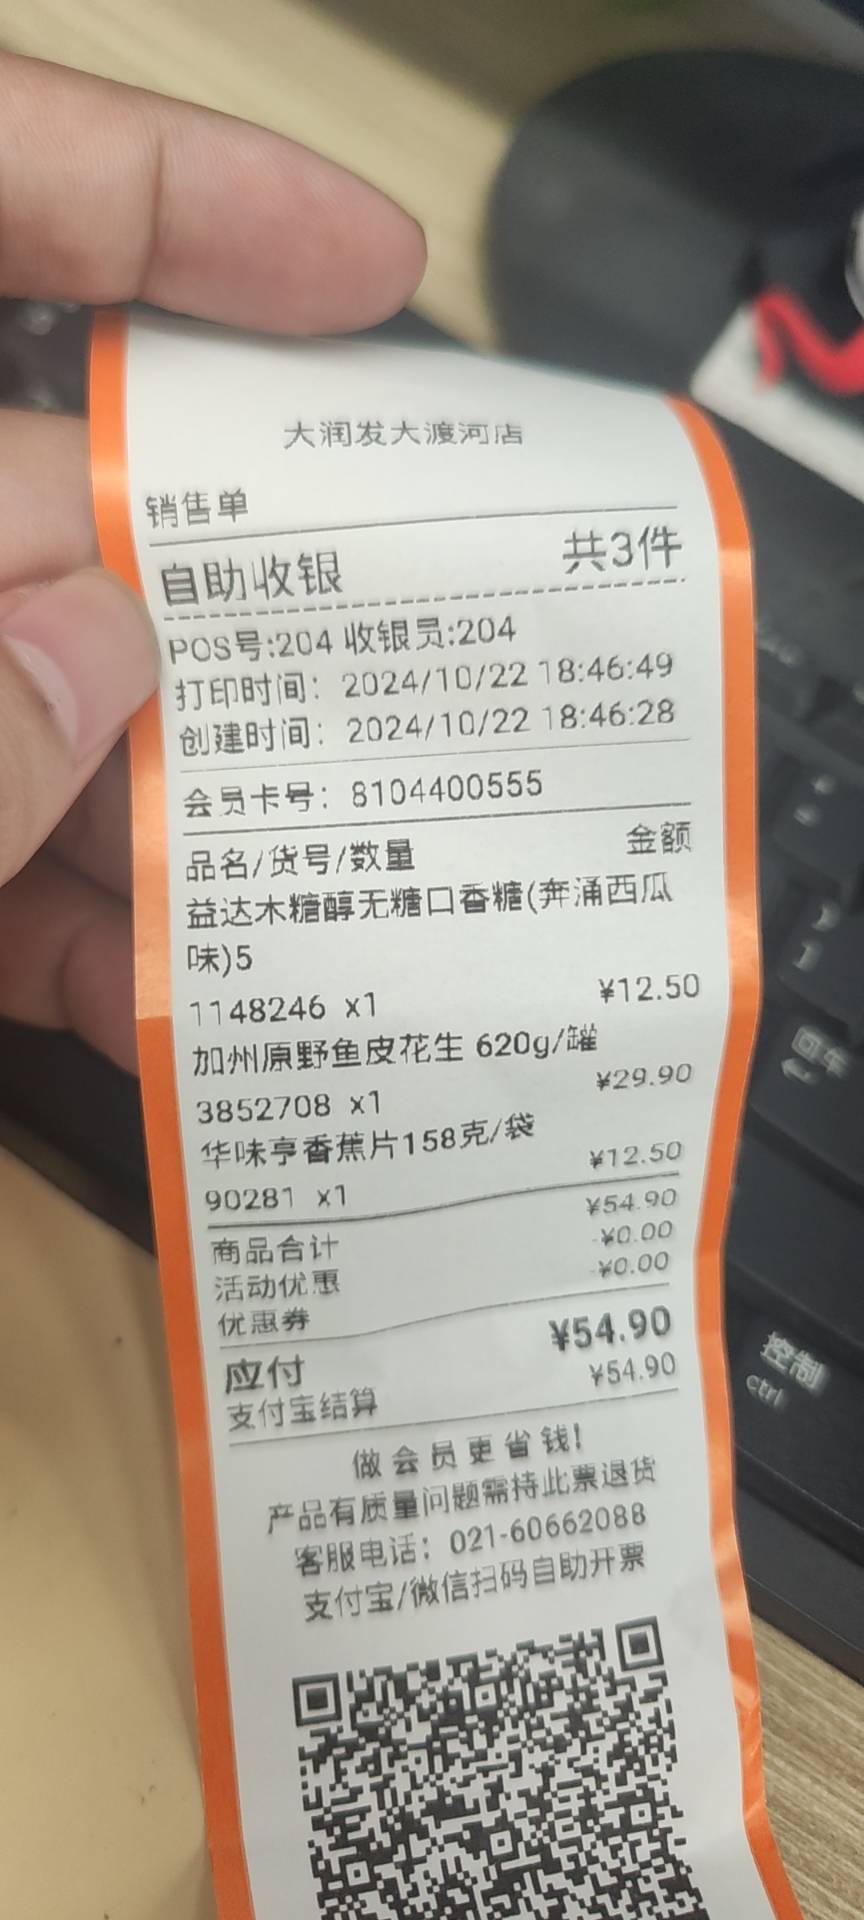 大润发大渡河店
销售单
自助收银 共3件
POS号:204 收银员:204
打印时间: 2024/10/22 18:46:49
创建时间: 2024/10/22 18:46:28
会员卡号: 8104400555
品名/货号/数量 金额
益达木糖醇无糖口香糖(奔涌西瓜
味)5
1148246 x1 ¥12.50
加州原野鱼皮花生 620g/罐
3852708 x1 ¥29.90
华味亨香蕉片158克/袋
90281 x1 ¥12.50
商品合计 ¥54.90
活动优惠 -¥0.00
优惠券 -¥0.00
应付 ¥54.90
支付宝结算 ¥54.90
做会员更省钱!
产品有质量问题需持此票退货
客服电话: 021-60662088
支付宝/微信扫码自助开票
回车
控制
ctrl